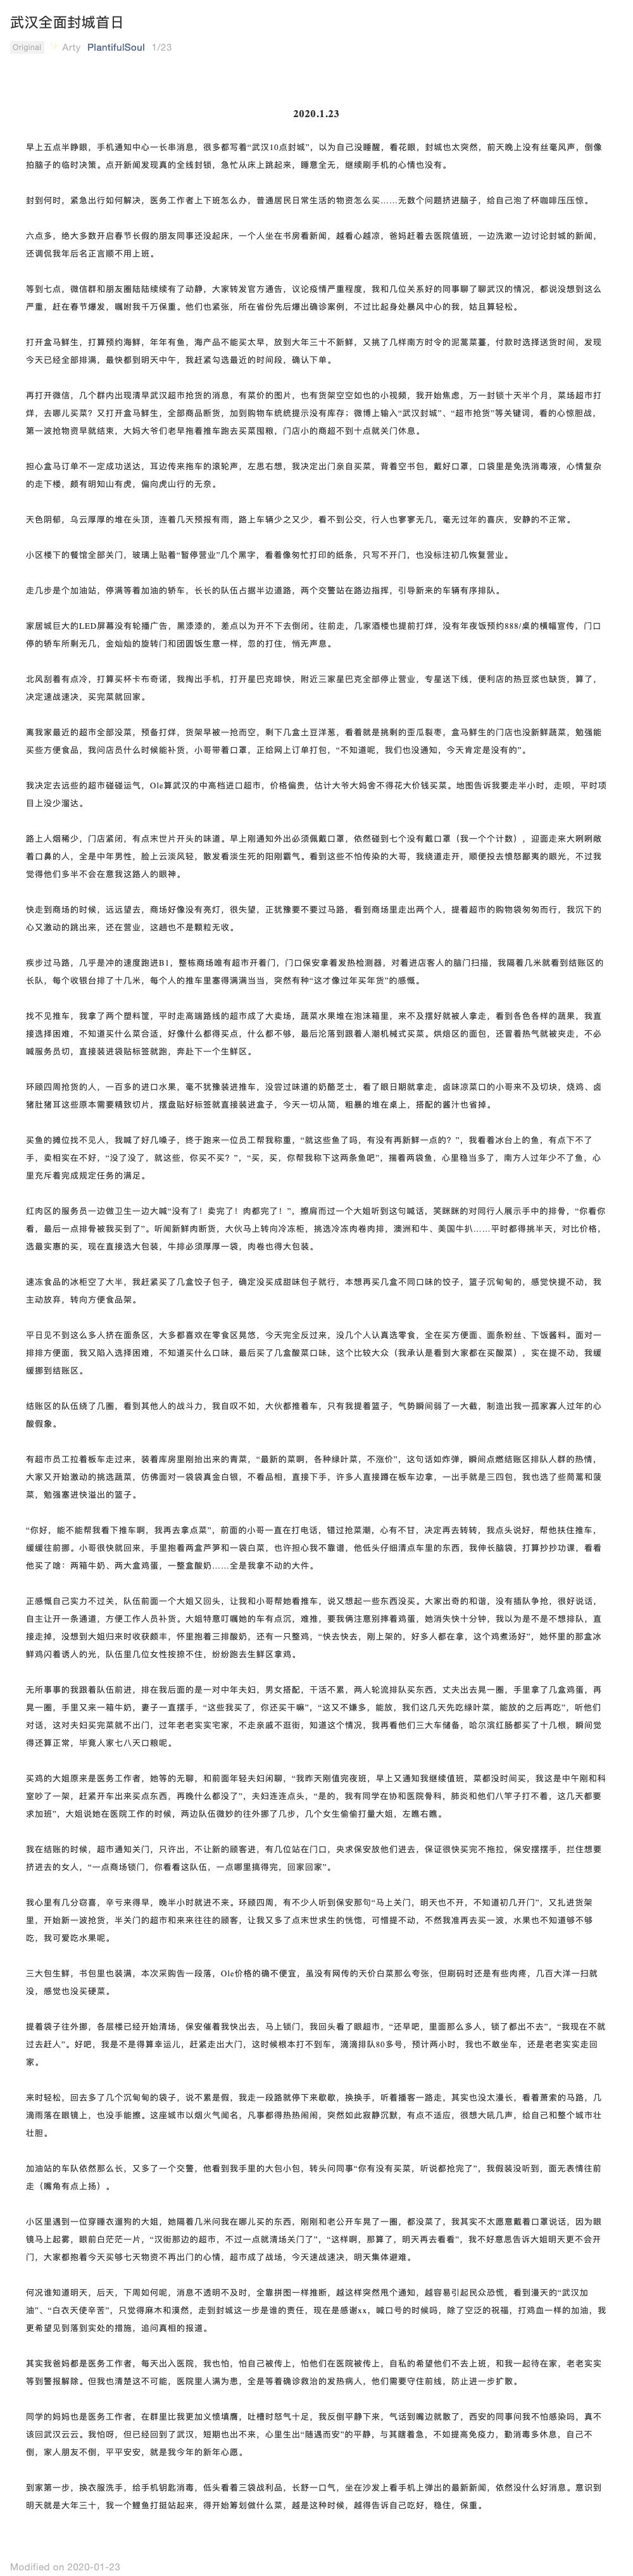 武汉全面封城首日
Original Arty PlantifulSoul 1/23
2020.1.23
早上五点半睁眼，手机通知中心一长串消息，很多都写着“武汉10点封城”，以为自己没睡醒，看花眼，封城也太突然，前天晚上没有丝毫风声，倒像
拍脑子的临时决策。点开新闻发现真的全线封锁，急忙从床上跳起来，睡意全无，继续刷手机的心情也没有。
封到何时，紧急出行如何解决，医务工作者上下班怎么办，普通居民日常生活的物资怎么买……无数个问题挤进脑子，给自己泡了杯咖啡压压惊。
六点多，绝大多数开启春节长假的朋友同事还没起床，一个人坐在书房看新闻，越看心越凉，爸妈赶着去医院值班，一边洗漱一边讨论封城的新闻，
还调侃我年后名正言顺不用上班。
等到七点，微信群和朋友圈陆陆续续有了动静，大家转发官方通告，议论疫情严重程度，我和几位关系好的同事聊了聊武汉的情况，都说没想到这么
严重，赶在春节爆发，嘱咐我千万保重。他们也紧张，所在省份先后爆出确诊案例，不过比起身处暴风中心的我，姑且算轻松。
打开盒马鲜生，打算预约海鲜，年年有鱼，海产品不能买太早，放到大年三十不新鲜，又挑了几样南方时令的泥蒿菜薹，付款时选择送货时间，发现
今天已经全部排满，最快都到明天中午，我赶紧勾选最近的时间段，确认下单。
再打开微信，几个群内出现清早武汉超市抢货的消息，有菜价的图片，也有货架空空如也的小视频，我开始焦虑，万一封锁十天半个月，菜场超市打
烊，去哪儿买菜？又打开盒马鲜生，全部商品断货，加到购物车统统提示没有库存；微博上输入“武汉封城”、“超市抢货”等关键词，看的心惊胆战，
第一波抢物资早就结束，大妈大爷们老早拖着推车跑去买菜囤粮，门店小的商超不到十点就关门休息。
担心盒马订单不一定成功送达，耳边传来拖车的滚轮声，左思右想，我决定出门亲自买菜，背着空书包，戴好口罩，口袋里是免洗消毒液，心情复杂
的走下楼，颇有明知山有虎，偏向虎山行的无奈。
天色阴郁，乌云厚厚的堆在头顶，连着几天预报有雨，路上车辆少之又少，看不到公交，行人也寥寥无几，毫无过年的喜庆，安静的不正常。
小区楼下的餐馆全部关门，玻璃上贴着“暂停营业”几个黑字，看着像匆忙打印的纸条，只写不开门，也没标注初几恢复营业。
走几步是个加油站，停满等着加油的轿车，长长的队伍占据半边道路，两个交警站在路边指挥，引导新来的车辆有序排队。
家居城巨大的LED屏幕没有轮播广告，黑漆漆的，差点以为开不下去倒闭。往前走，几家酒楼也提前打烊，没有年夜饭预约888/桌的横幅宣传，门口
停的轿车所剩无几，金灿灿的旋转门和团圆饭生意一样，忽的打住，悄无声息。
北风刮着有点冷，打算买杯卡布奇诺，我掏出手机，打开星巴克啡快，附近三家星巴克全部停止营业，专星送下线，便利店的热豆浆也缺货，算了，
决定速战速决，买完菜就回家。
离我家最近的超市全部没菜，预备打烊，货架早被一抢而空，剩下几盒土豆洋葱，看着就是挑剩的歪瓜裂枣，盒马鲜生的门店也没新鲜蔬菜，勉强能
买些方便食品，我问店员什么时候能补货，小哥带着口罩，正给网上订单打包，“不知道呢，我们也没通知，今天肯定是没有的”。
我决定去远些的超市碰碰运气，Ole算武汉的中高档进口超市，价格偏贵，估计大爷大妈舍不得花大价钱买菜。地图告诉我要走半小时，走呗，平时项
目上没少溜达。
路上人烟稀少，门店紧闭，有点末世片开头的味道。早上刚通知外出必须佩戴口罩，依然碰到七个没有戴口罩（我一个个计数），迎面走来大咧咧敞
着口鼻的人，全是中年男性，脸上云淡风轻，散发看淡生死的阳刚霸气。看到这些不怕传染的大哥，我绕道走开，顺便投去愤怒鄙夷的眼光，不过我
觉得他们多半不会在意我这路人的眼神。
快走到商场的时候，远远望去，商场好像没有亮灯，很失望，正犹豫要不要过马路，看到商场里走出两个人，提着超市的购物袋匆匆而行，我沉下的
心又激动的跳出来，还在营业，这趟也不是颗粒无收。
疾步过马路，几乎是冲的速度跑进B1，整栋商场唯有超市开着门，门口保安拿着发热检测器，对着进店客人的脑门扫描，我隔着几米就看到结账区的
长队，每个收银台排了十几米，每个人的推车里塞得满满当当，突然有种“这才像过年买年货”的感慨。
找不见推车，我拿了两个塑料筐，平时走高端路线的超市成了大卖场，蔬菜水果堆在泡沫箱里，来不及摆好就被人拿走，看到各色各样的蔬果，我直
接选择困难，不知道买什么菜合适，好像什么都得买点，什么都不够，最后沦落到跟着人潮机械式买菜。烘焙区的面包，还冒着热气就被夹走，不必
喊服务员切，直接装进袋贴标签就跑，奔赴下一个生鲜区。
环顾四周抢货的人，一百多的进口水果，毫不犹豫装进推车，没尝过味道的奶酪芝士，看了眼日期就拿走，卤味凉菜口的小哥来不及切块，烧鸡、卤
猪肚猪耳这些原本需要精致切片，摆盘贴好标签就直接装进盒子，今天一切从简，粗暴的堆在桌上，搭配的酱汁也省掉。
买鱼的摊位找不见人，我喊了好几嗓子，终于跑来一位员工帮我称重，“就这些鱼了吗，有没有再新鲜一点的？”，我看着冰台上的鱼，有点下不了
手，卖相实在不好，“没了没了，就这些，你买不买？”，“买，买，你帮我称下这两条鱼吧”，揣着两袋鱼，心里稳当多了，南方人过年少不了鱼，心
里充斥着完成规定任务的满足。
红肉区的服务员一边做卫生一边大喊“没有了！卖完了！肉都完了！”，擦肩而过一个大姐听到这句喊话，笑眯眯的对同行人展示手中的排骨，“你看你
看，最后一点排骨被我买到了”。听闻新鲜肉断货，大伙马上转向冷冻柜，挑选冷冻肉卷肉排，澳洲和牛、美国牛扒……平时都得挑半天，对比价格，
选最实惠的买，现在直接选大包装，牛排必须厚厚一袋，肉卷也得大包装。
速冻食品的冰柜空了大半，我赶紧买了几盒饺子包子，确定没买成甜味包子就行，本想再买几盒不同口味的饺子，篮子沉甸甸的，感觉快提不动，我
主动放弃，转向方便食品架。
平日见不到这么多人挤在面条区，大多都喜欢在零食区晃悠，今天完全反过来，没几个人认真选零食，全在买方便面、面条粉丝、下饭酱料。面对一
排排方便面，我又陷入选择困难，不知道买什么口味，最后买了几盒酸菜口味，这个比较大众（我承认是看到大家都在买酸菜），实在提不动，我缓
缓挪到结账区。
结账区的队伍绕了几圈，看到其他人的战斗力，我自叹不如，大伙都推着车，只有我提着篮子，气势瞬间弱了一大截，制造出我一孤家寡人过年的心
酸假象。
有超市员工拉着板车走过来，装着库房里刚抬出来的青菜，“最新的菜啊，各种绿叶菜，不涨价”，这句话如炸弹，瞬间点燃结账区排队人群的热情，
大家又开始激动的挑选蔬菜，仿佛面对一袋袋真金白银，不看品相，直接下手，许多人直接蹲在板车边拿，一出手就是三四包，我也选了些茼蒿和菠
菜，勉强塞进快溢出的篮子。
“你好，能不能帮我看下推车啊，我再去拿点菜”，前面的小哥一直在打电话，错过抢菜潮，心有不甘，决定再去转转，我点头说好，帮他扶住推车，
缓缓往前挪。小哥很快就回来，手里抱着两盒芦笋和一袋白菜，也许担心我不靠谱，他低头仔细清点车里的东西，我伸长脑袋，打算抄抄功课，看看
他买了啥：两箱牛奶、两大盒鸡蛋，一整盒酸奶……全是我拿不动的大件。
正感慨自己实力不过关，队伍前面一个大姐又回头，让我和小哥帮她看推车，说又想起一些东西没买。大家出奇的和谐，没有插队争抢，很好说话，
自主让开一条通道，方便工作人员补货。大姐特意叮嘱她的车有点沉，难推，要我俩注意别摔着鸡蛋，她消失快十分钟，我以为是不是不想排队，直
接走掉，没想到大姐归来时收获颇丰，怀里抱着三排酸奶，还有一只整鸡，“快去快去，刚上架的，好多人都在拿，这个鸡煮汤好”，她怀里的那盒冰
鲜鸡闪着诱人的光，队伍里几位女性按捺不住，纷纷跑去生鲜区拿鸡。
无所事事的我跟着队伍前进，排在我后面的是一对中年夫妇，男女搭配，干活不累，两人轮流排队买东西，丈夫出去晃一圈，手里拿了几盒鸡蛋，再
晃一圈，手里又来一箱牛奶，妻子一直摆手，“这些我买了，你还买干嘛”，“这又不嫌多，能放，我们这几天先吃绿叶菜，能放的之后再吃”，听他们
对话，这对夫妇买完菜就不出门，过年老老实实宅家，不走亲戚不逛街，知道这个情况，我再看他们三大车储备，哈尔滨红肠都买了十几根，瞬间觉
得还算正常，毕竟人家七八天口粮呢。
买鸡的大姐原来是医务工作者，她等的无聊，和前面年轻夫妇闲聊，“我昨天刚值完夜班，早上又通知我继续值班，菜都没时间买，我这是中午刚和科
室吵了一架，赶紧开车出来买点东西，再晚什么都没了”，夫妇连连点头，“是的，我有同学在协和医院骨科，肺炎和他们八竿子打不着，这几天都要
求加班”，大姐说她在医院工作的时候，两边队伍微妙的往外挪了几步，几个女生偷偷打量大姐，左瞧右瞧。
我在结账的时候，超市通知关门，只许出，不让新的顾客进，有几位站在门口，央求保安放他们进去，保证很快买完不拖拉，保安摆摆手，拦住想要
挤进去的女人，“一点商场锁门，你看看这队伍，一点哪里搞得完，回家回家”。
我心里有几分窃喜，辛亏来得早，晚半小时就进不来。环顾四周，有不少人听到保安那句“马上关门，明天也不开，不知道初几开门”，又扎进货架
里，开始新一波抢货，半关门的超市和来来往往的顾客，让我又多了点末世求生的恍惚，可惜提不动，不然我准再去买一波，水果也不知道够不够
吃，我可爱吃水果呢。
三大包生鲜，书包里也装满，本次采购告一段落，Ole价格的确不便宜，虽没有网传的天价白菜那么夸张，但刷码时还是有些肉疼，几百大洋一扫就
没，感觉也没买硬菜。
提着袋子往外挪，各层楼已经开始清场，保安催着我快出去，马上锁门，我回头看了眼超市，“还早吧，里面那么多人，锁了都出不去”，“我现在不就
过去赶人”。好吧，我是不是得算幸运儿，赶紧走出大门，这时候根本打不到车，滴滴排队80多号，预计两小时，我也不敢坐车，还是老老实实走回
家。
来时轻松，回去多了几个沉甸甸的袋子，说不累是假，我走一段路就停下来歇歇，换换手，听着播客一路走，其实也没太漫长，看着萧索的马路，几
滴雨落在眼镜上，也没手能擦。这座城市以烟火气闻名，凡事都得热热闹闹，突然如此寂静沉默，有点不适应，很想大吼几声，给自己和整个城市壮
壮胆。
加油站的车队依然那么长，又多了一个交警，他看到我手里的大包小包，转头问同事“你有没有买菜，听说都抢完了”，我假装没听到，面无表情往前
走（嘴角有点上扬）。
小区里遇到一位穿睡衣遛狗的大姐，她隔着几米问我在哪儿买的东西，刚刚和老公开车晃了一圈，都没菜了，我其实不太愿意戴着口罩说话，因为眼
镜马上起雾，眼前白茫茫一片，“汉街那边的超市，不过一点就清场关门了”，“这样啊，那算了，明天再去看看”，我不好意思告诉大姐明天更不会开
门，大家都抱着今天买够七天物资不再出门的心情，超市成了战场，今天速战速决，明天集体避难。
何况谁知道明天，后天，下周如何呢，消息不透明不及时，全靠拼图一样推断，越这样突然甩个通知，越容易引起民众恐慌，看到漫天的“武汉加
油”、“白衣天使辛苦”，只觉得麻木和漠然，走到封城这一步是谁的责任，现在是感谢xx，喊口号的时候吗，除了空泛的祝福，打鸡血一样的加油，我
更希望见到落到实处的措施，追问真相的报道。
其实我爸妈都是医务工作者，每天出入医院，我也怕，怕自己被传上，怕他们在医院被传上，自私的希望他们不去上班，和我一起待在家，老老实实
等到警报解除。但我也清楚这不可能，医院里人满为患，全是等着确诊救治的发热病人，他们需要守住前线，防止进一步扩散。
同学的妈妈也是医务工作者，在群里比我更加义愤填膺，吐槽时怒气十足，我反倒平静下来，气话到嘴边就散了，西安的同事问我不怕感染吗，真不
该回武汉云云。我怕呀，但已经回到了武汉，短期也出不来，心里生出“随遇而安”的平静，与其瞎着急，不如提高免疫力，勤消毒多休息，自己不
倒，家人朋友不倒，平平安安，就是我今年的新年心愿。
到家第一步，换衣服洗手，给手机钥匙消毒，低头看着三袋战利品，长舒一口气，坐在沙发上看手机上弹出的最新新闻，依然没什么好消息。意识到
明天就是大年三十，我一个鲤鱼打挺站起来，得开始筹划做什么菜，越是这种时候，越得告诉自己吃好，稳住，保重。
Modified on 2020-01-23